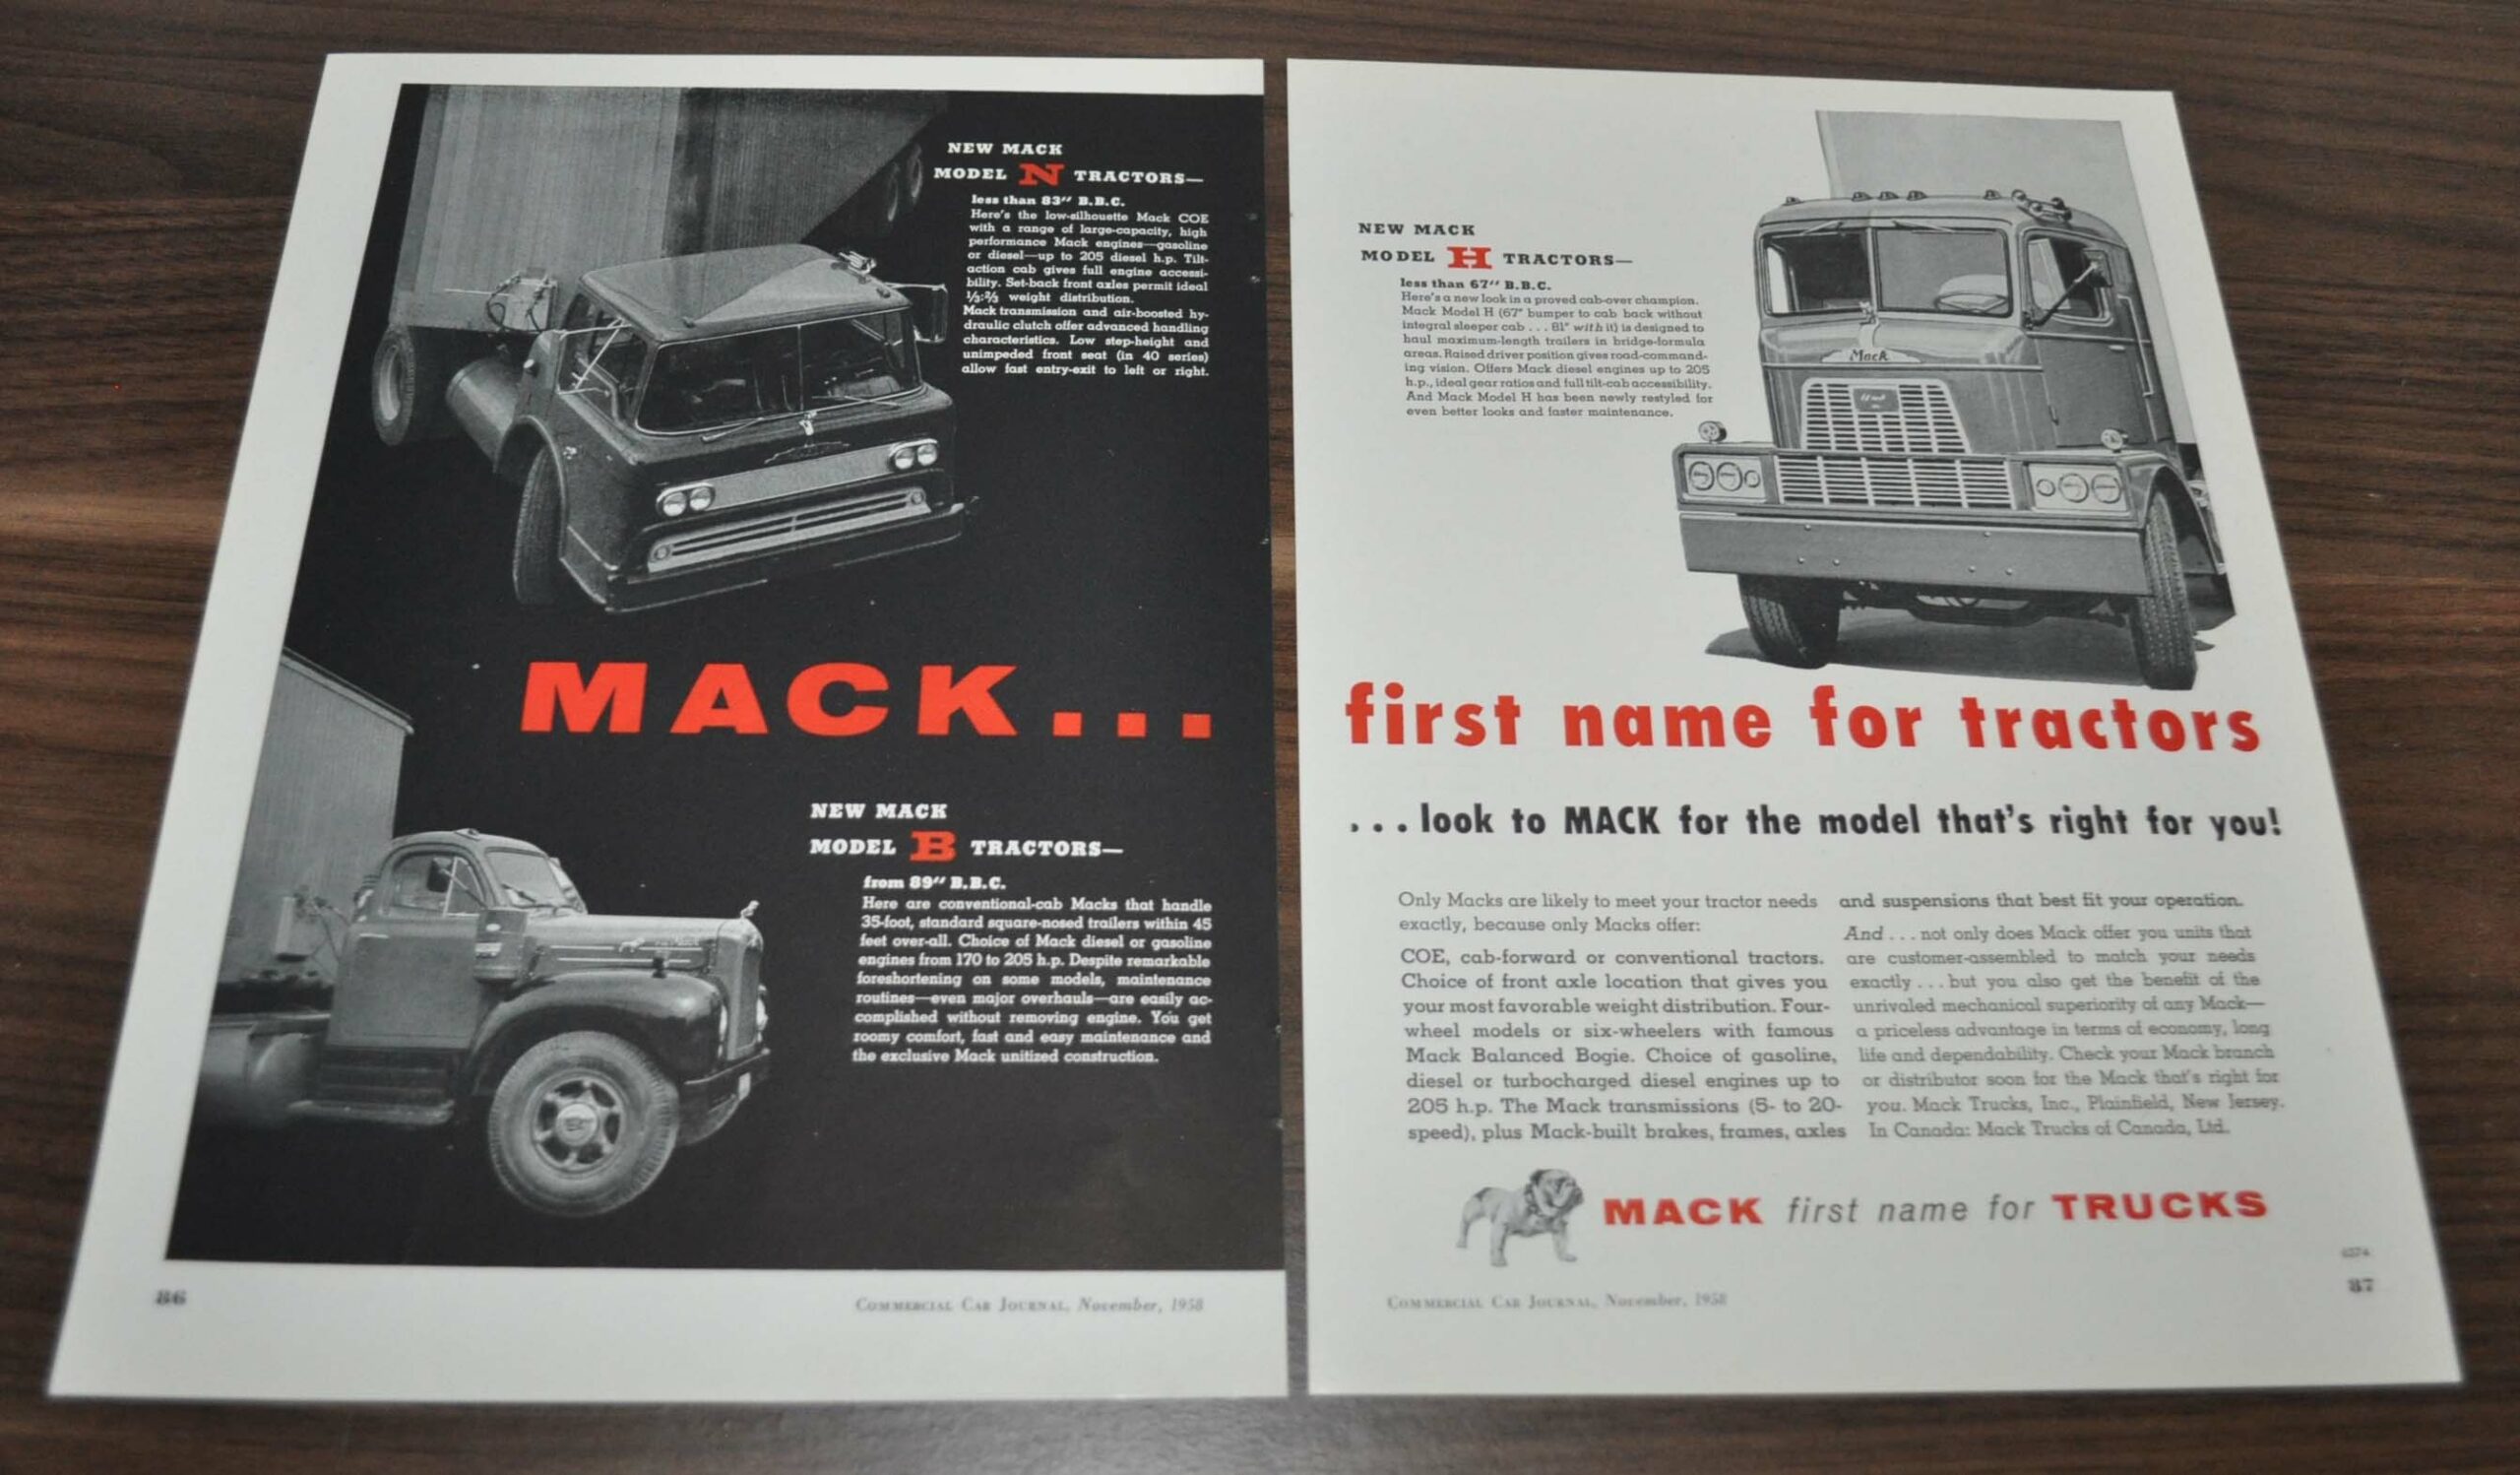 NEW MACK
MODEL N TRACTORS—
less than 83" B.B.C.
Here's the low-silhouette Mack COE
with a range of large-capacity, high
performance Mack engines—gasoline
or diesel—up to 205 diesel h.p. Tilt-
action cab gives full engine accessi-
bility. Set-back front axles permit ideal
⅓:⅔ weight distribution.
Mack transmission and air-boosted hy-
draulic clutch offer advanced handling
characteristics. Low step-height and
unimpeded front seat (in 40 series)
allow fast entry-exit to left or right.
MACK...
NEW MACK
MODEL B TRACTORS—
from 89" B.B.C.
Here are conventional-cab Macks that handle
35-foot, standard square-nosed trailers within 45
feet over-all. Choice of Mack diesel or gasoline
engines from 170 to 205 h.p. Despite remarkable
foreshortening on some models, maintenance
routines—even major overhauls—are easily ac-
complished without removing engine. You get
roomy comfort, fast and easy maintenance and
the exclusive Mack unitized construction.
86
COMMERCIAL CAR JOURNAL, November, 1958
NEW MACK
MODEL H TRACTORS—
less than 67" B.B.C.
Here's a new look in a proved cab-over champion.
Mack Model H (67" bumper to cab back without
integral sleeper cab . . . 81" with it) is designed to
haul maximum-length trailers in bridge-formula
areas. Raised driver position gives road-command-
ing vision. Offers Mack diesel engines up to 205
h.p., ideal gear ratios and full tilt-cab accessibility.
And Mack Model H has been newly restyled for
even better looks and faster maintenance.
Mack
first name for tractors
...look to MACK for the model that's right for you!
Only Macks are likely to meet your tractor needs
exactly, because only Macks offer:
COE, cab-forward or conventional tractors.
Choice of front axle location that gives you
your most favorable weight distribution. Four-
wheel models or six-wheelers with famous
Mack Balanced Bogie. Choice of gasoline,
diesel or turbocharged diesel engines up to
205 h.p. The Mack transmissions (5- to 20-
speed), plus Mack-built brakes, frames, axles
and suspensions that best fit your operation.
And . . . not only does Mack offer you units that
are customer-assembled to match your needs
exactly . . . but you also get the benefit of the
unrivaled mechanical superiority of any Mack—
a priceless advantage in terms of economy, long
life and dependability. Check your Mack branch
or distributor soon for the Mack that's right for
you. Mack Trucks, Inc., Plainfield, New Jersey.
In Canada: Mack Trucks of Canada, Ltd.
MACK first name for TRUCKS
COMMERCIAL CAR JOURNAL, November, 1958
87